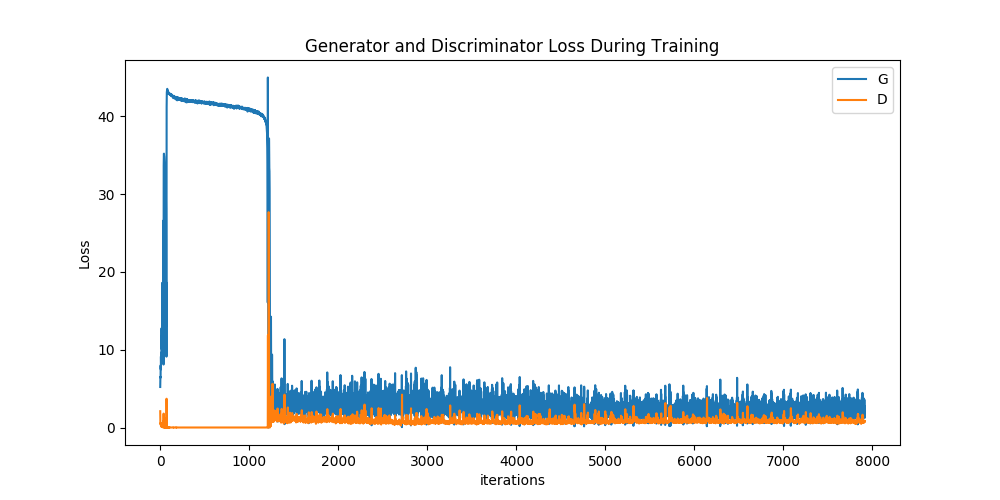 Generator and Discriminator Loss During Training
G
D
40
30
20
10
0
Loss
0 1000 2000 3000 4000 5000 6000 7000 8000
iterations